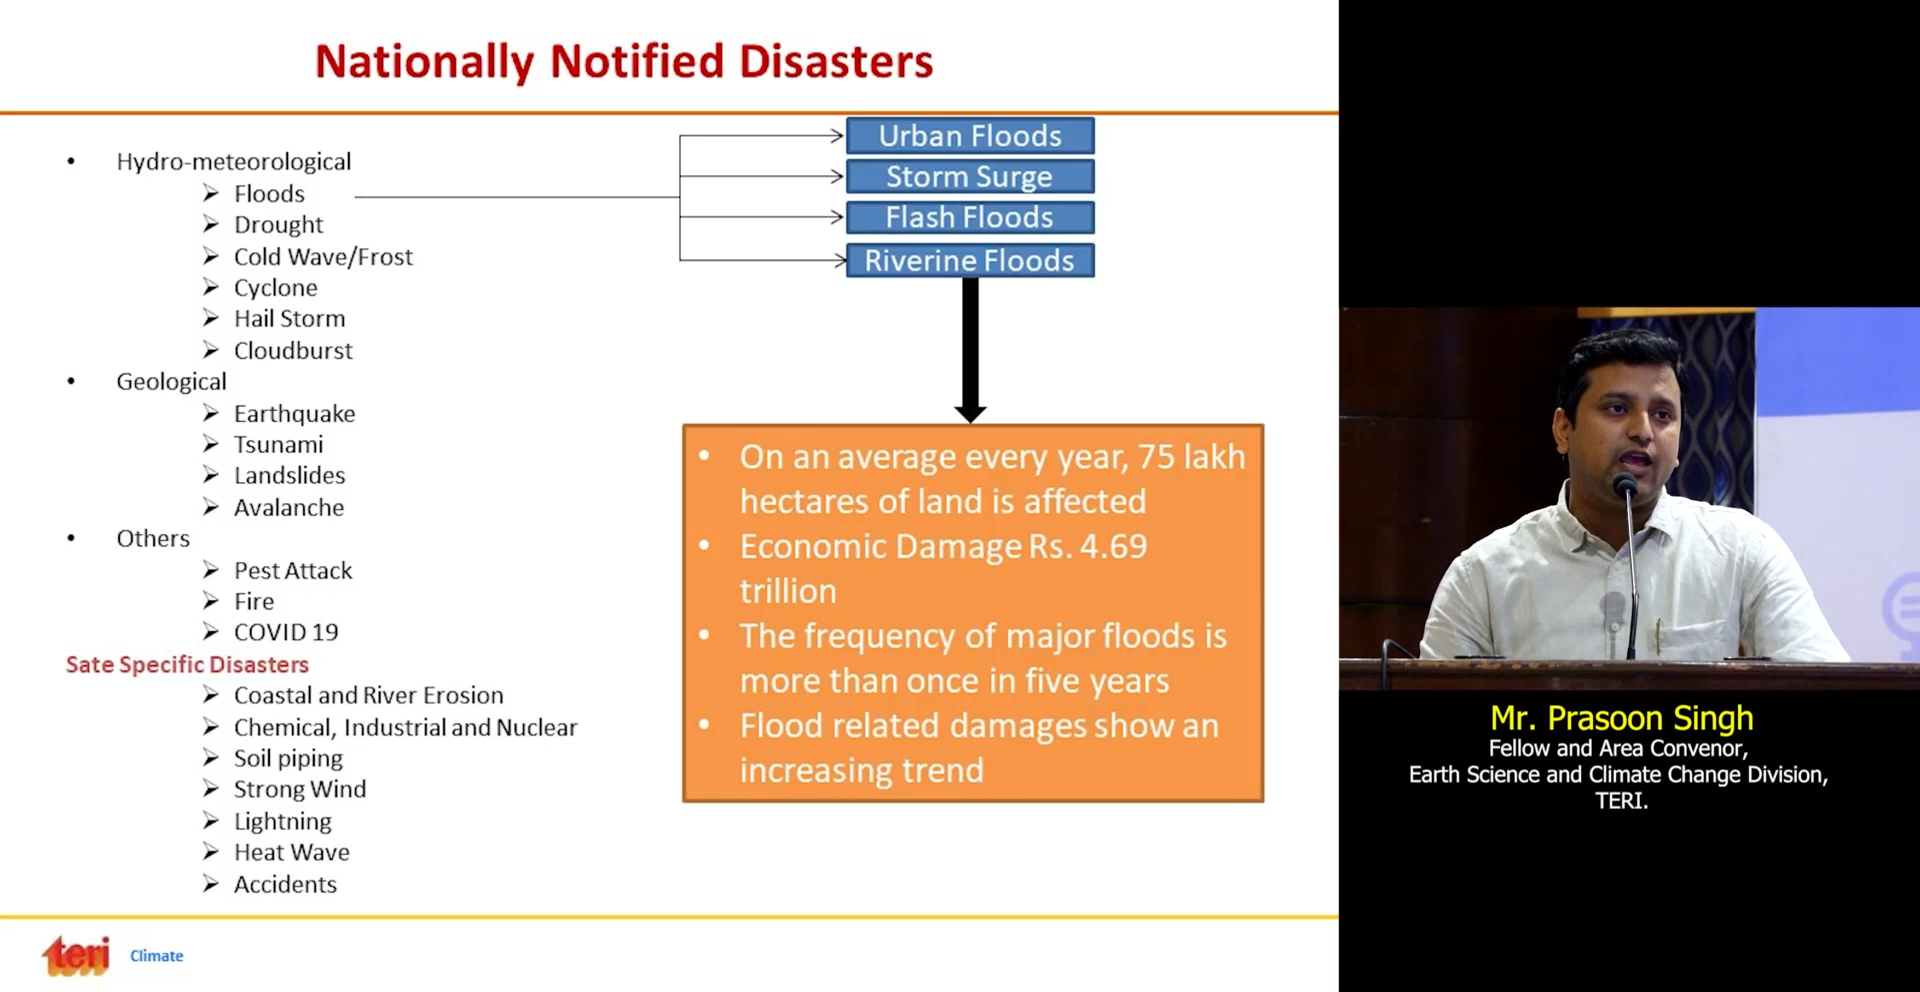 Nationally Notified Disasters
• Hydro-meteorological
➢ Floods
➢ Drought
➢ Cold Wave/Frost
➢ Cyclone
➢ Hail Storm
➢ Cloudburst
• Geological
➢ Earthquake
➢ Tsunami
➢ Landslides
➢ Avalanche
• Others
➢ Pest Attack
➢ Fire
➢ COVID 19
Sate Specific Disasters
➢ Coastal and River Erosion
➢ Chemical, Industrial and Nuclear
➢ Soil piping
➢ Strong Wind
➢ Lightning
➢ Heat Wave
➢ Accidents
Urban Floods
Storm Surge
Flash Floods
Riverine Floods
• On an average every year, 75 lakh
hectares of land is affected
• Economic Damage Rs. 4.69
trillion
• The frequency of major floods is
more than once in five years
• Flood related damages show an
increasing trend
teri
Climate
Mr. Prasoon Singh
Fellow and Area Convenor,
Earth Science and Climate Change Division,
TERI.